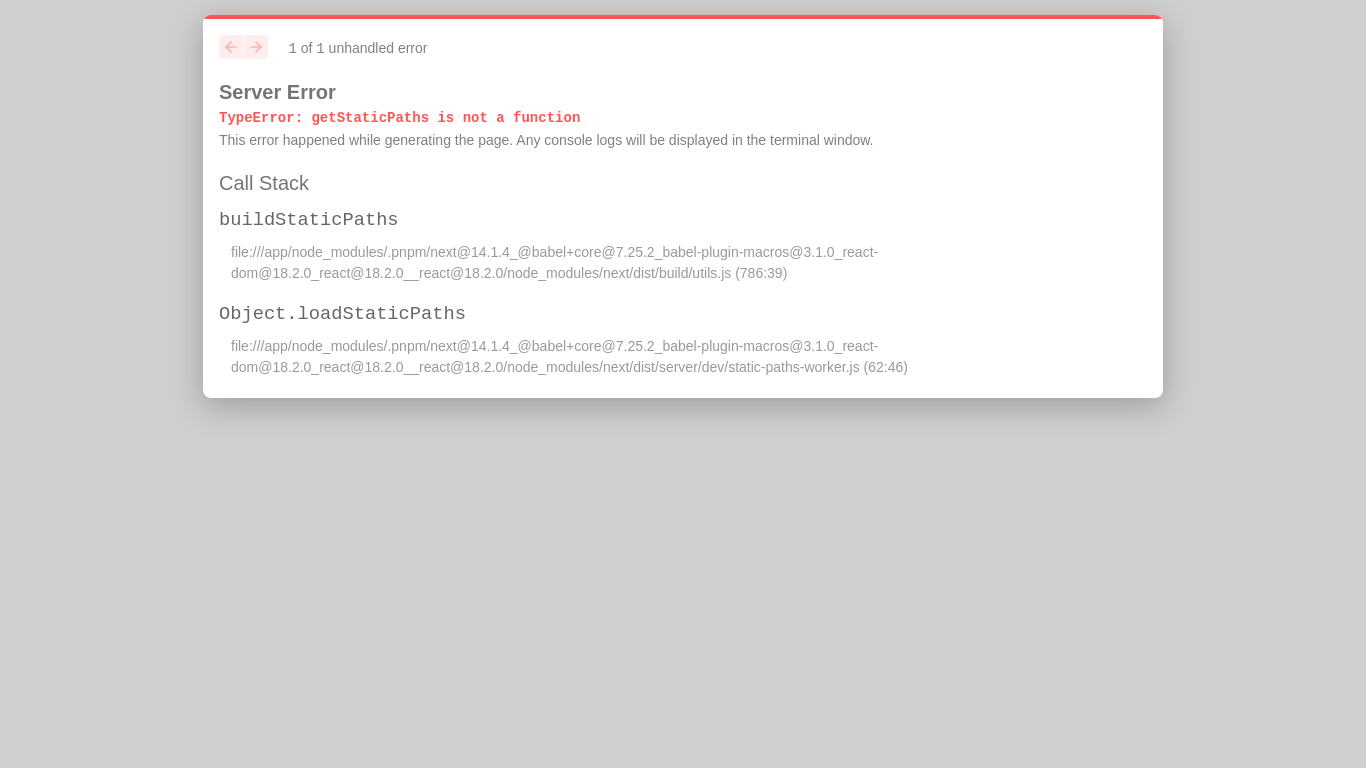 1 of 1 unhandled error
Server Error
TypeError: getStaticPaths is not a function
This error happened while generating the page. Any console logs will be displayed in the terminal window.
Call Stack
buildStaticPaths
file:///app/node_modules/.pnpm/next@14.1.4_@babel+core@7.25.2_babel-plugin-macros@3.1.0_react-
dom@18.2.0_react@18.2.0__react@18.2.0/node_modules/next/dist/build/utils.js (786:39)
Object.loadStaticPaths
file:///app/node_modules/.pnpm/next@14.1.4_@babel+core@7.25.2_babel-plugin-macros@3.1.0_react-
dom@18.2.0_react@18.2.0__react@18.2.0/node_modules/next/dist/server/dev/static-paths-worker.js (62:46)